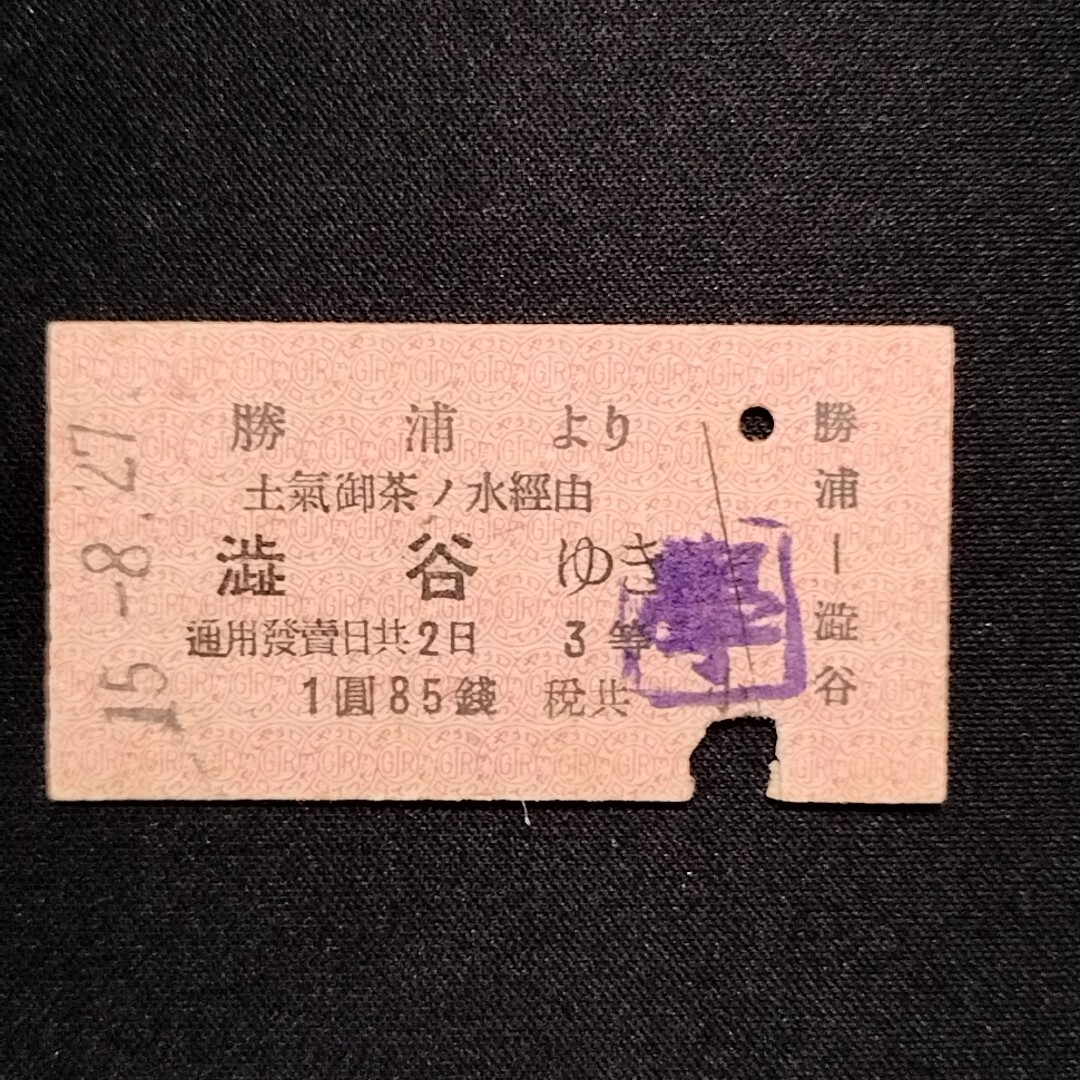 勝浦より
土氣御茶ノ水經由
澁谷ゆき
通用發賣日共2日 3等
1圓85錢 税共
勝浦ー澁谷
15.-8.27